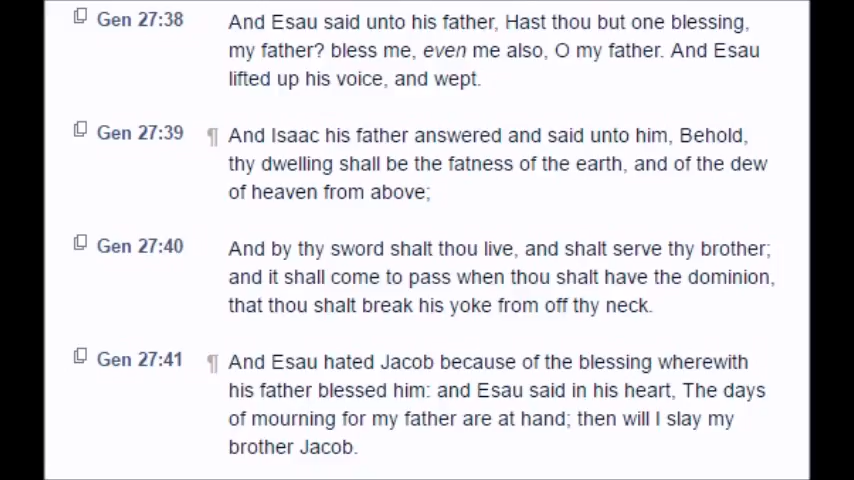 Gen 27:38 And Esau said unto his father, Hast thou but one blessing,
my father? bless me, even me also, O my father. And Esau
lifted up his voice, and wept.
Gen 27:39 ¶ And Isaac his father answered and said unto him, Behold,
thy dwelling shall be the fatness of the earth, and of the dew
of heaven from above;
Gen 27:40 And by thy sword shalt thou live, and shalt serve thy brother;
and it shall come to pass when thou shalt have the dominion,
that thou shalt break his yoke from off thy neck.
Gen 27:41 ¶ And Esau hated Jacob because of the blessing wherewith
his father blessed him: and Esau said in his heart, The days
of mourning for my father are at hand; then will I slay my
brother Jacob.